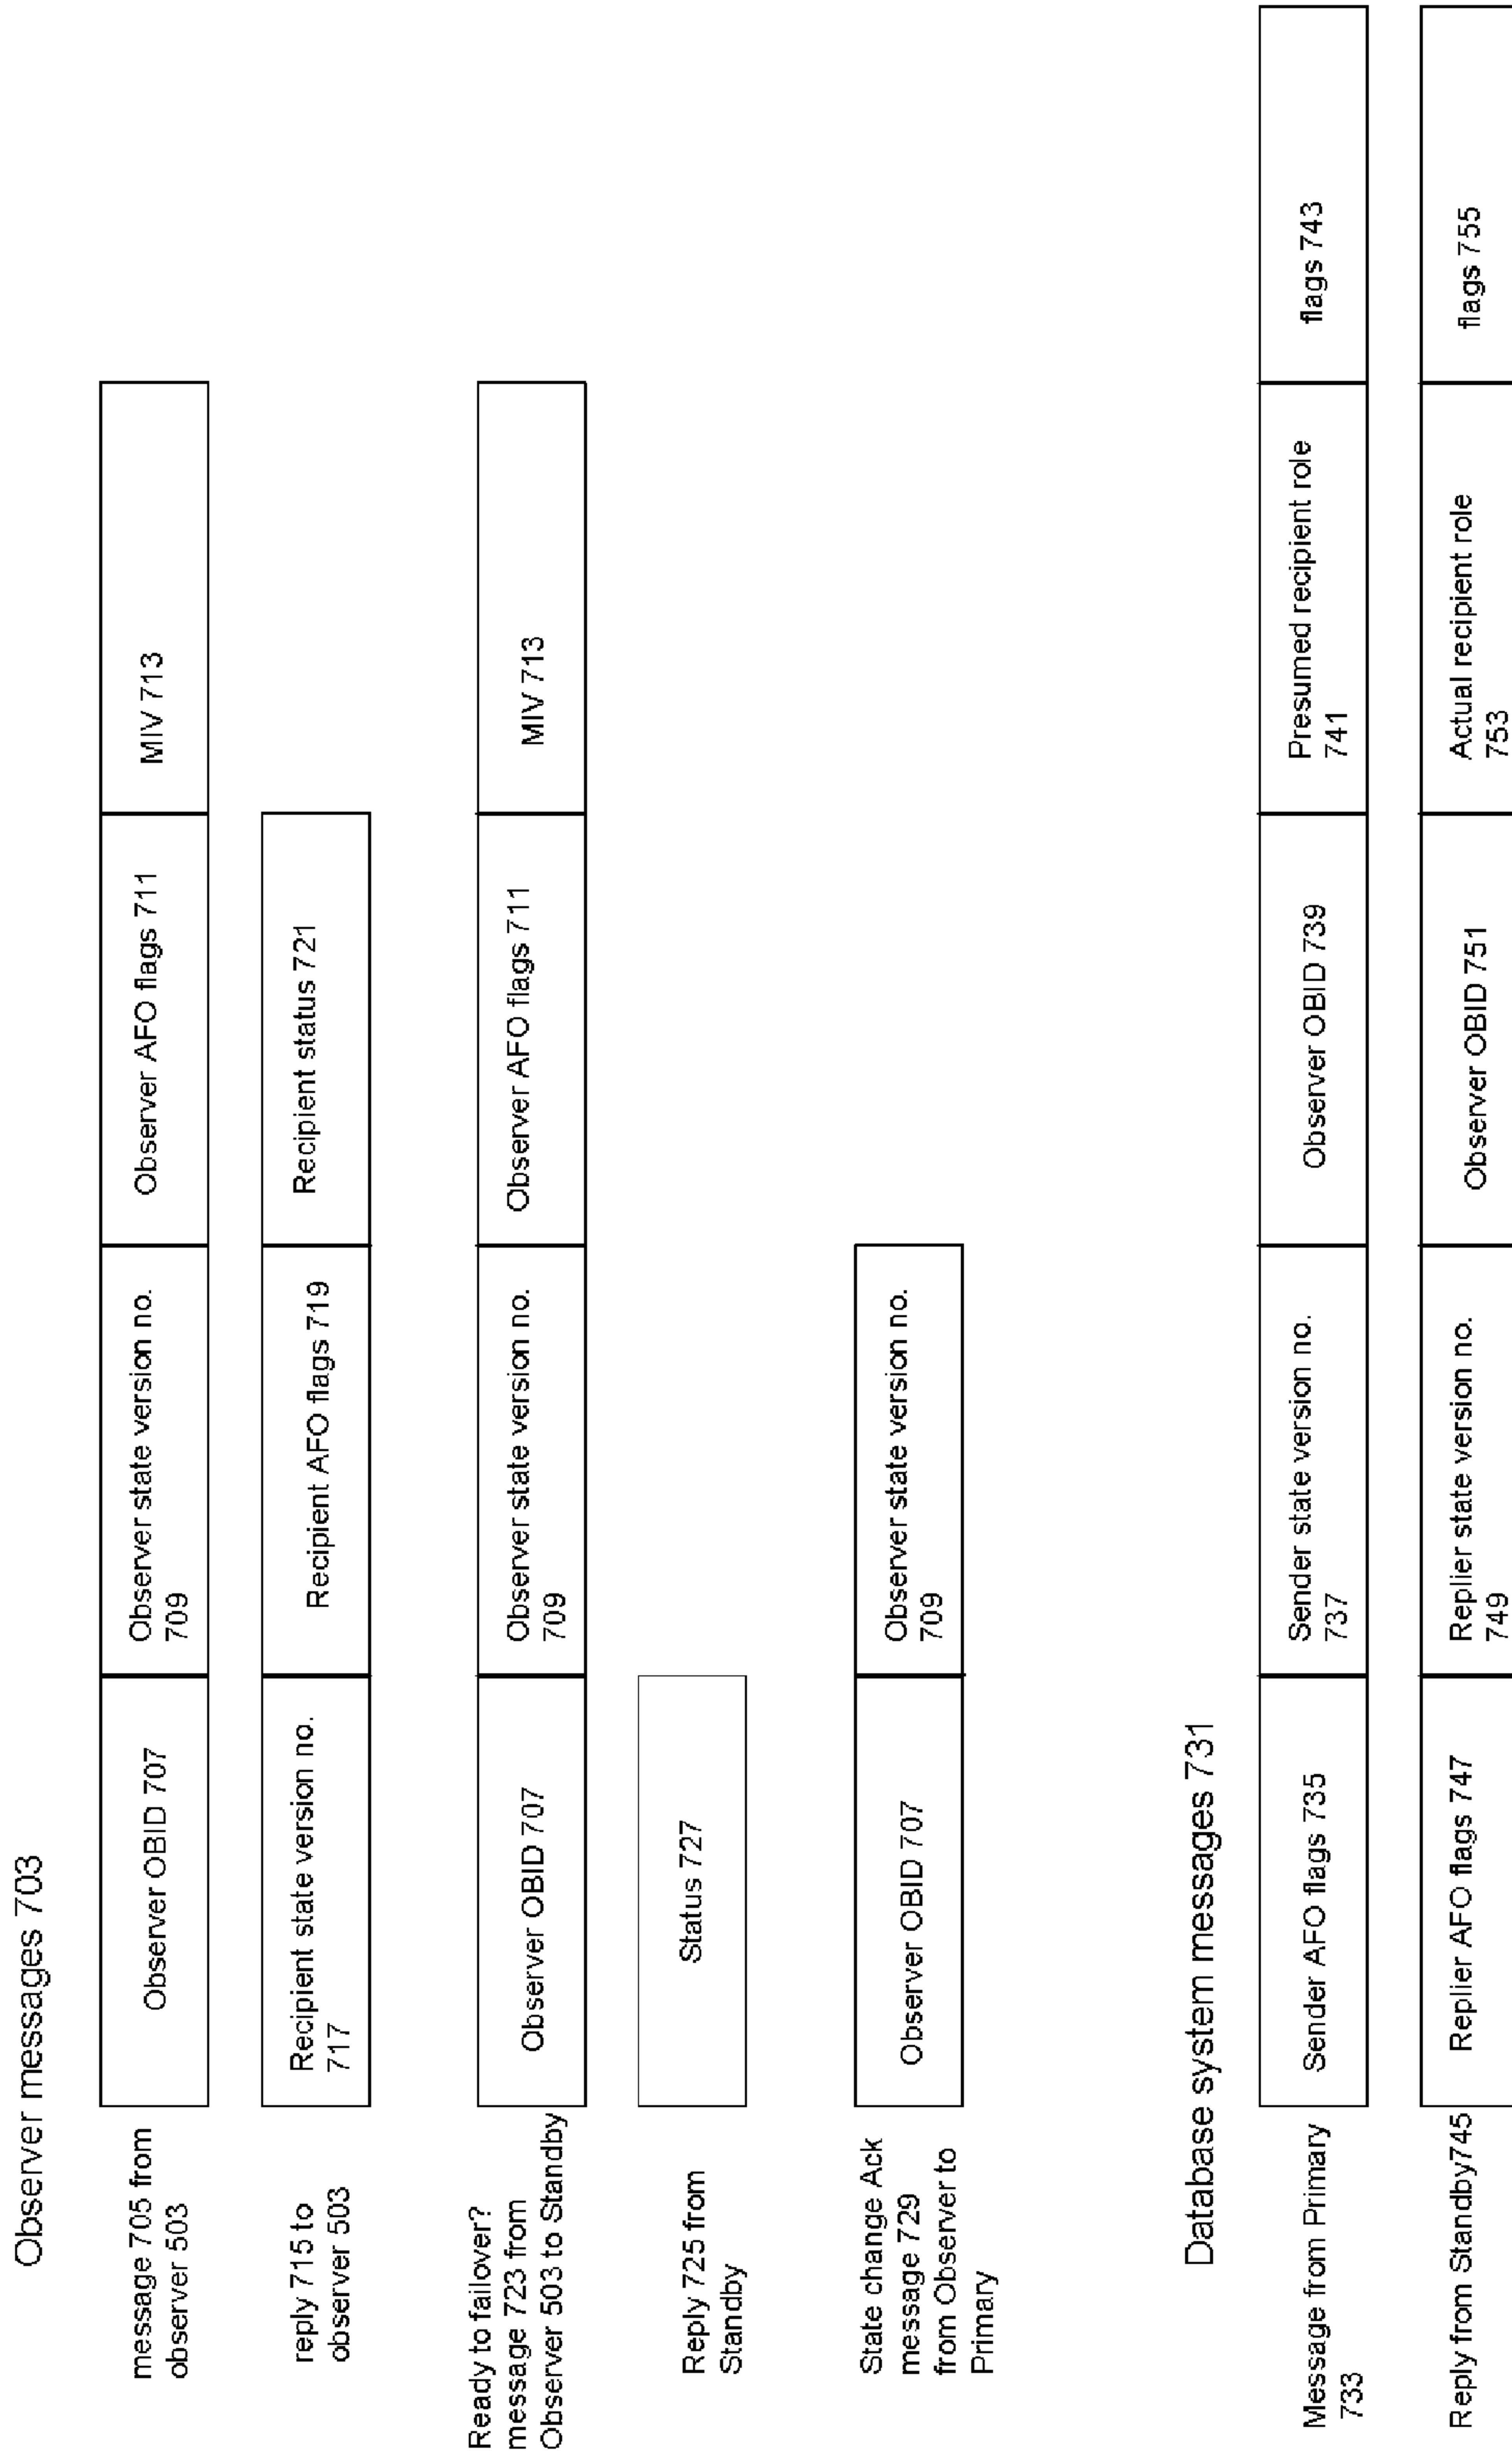 Observer messages 703
message 705 from
observer 503
Observer OBID 707
Observer state version no.
709
Observer AFO flags 711
MIV 713
reply 715 to
observer 503
Recipient state version no.
717
Recipient AFO flags 719
Recipient status 721
Ready to failover?
message 723 from
Observer 503 to Standby
Observer OBID 707
Observer state version no.
709
Observer AFO flags 711
MIV 713
Reply 725 from
Standby
Status 727
State change Ack
message 729
from Observer to
Primary
Observer OBID 707
Observer state version no.
709
Database system messages 731
Message from Primary
733
Sender AFO flags 735
Sender state version no.
737
Observer OBID 739
Presumed recipient role
741
flags 743
Reply from Standby745
Replier AFO flags 747
Replier state version no.
749
Observer OBID 751
Actual recipient role
753
flags 755